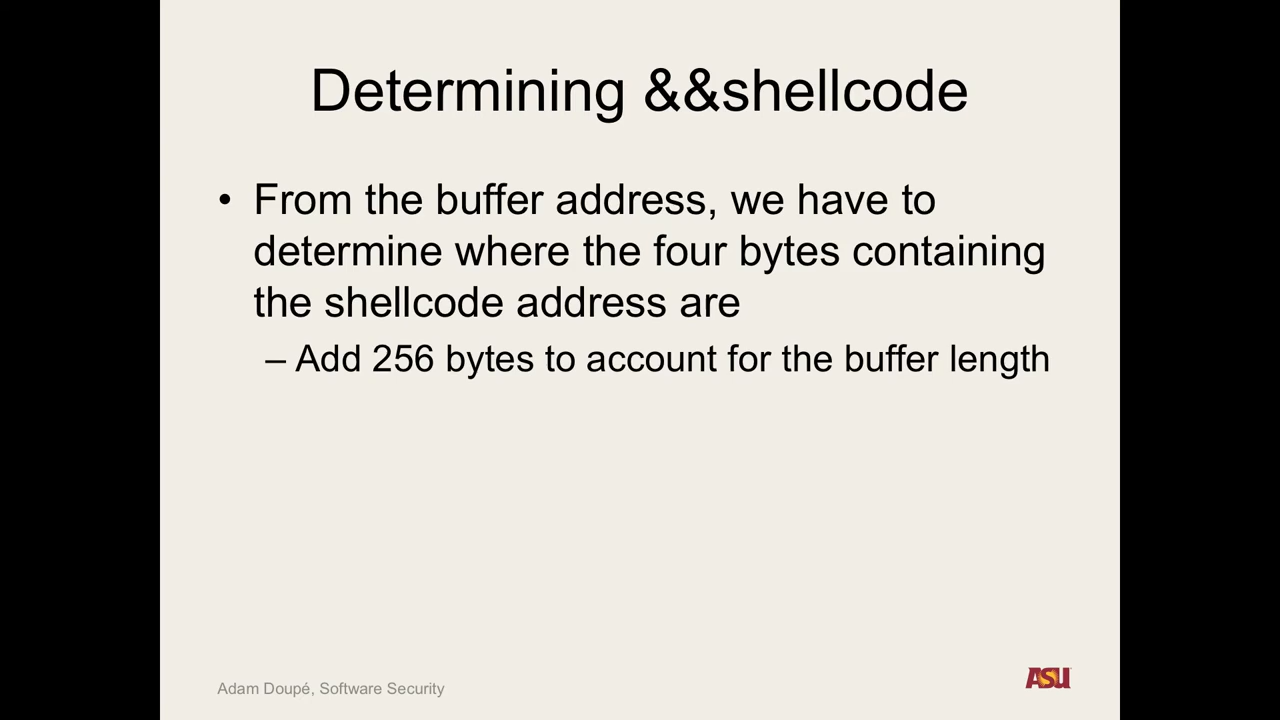 Determining &&shellcode
• From the buffer address, we have to
determine where the four bytes containing
the shellcode address are
– Add 256 bytes to account for the buffer length
Adam Doupé, Software Security
ASU